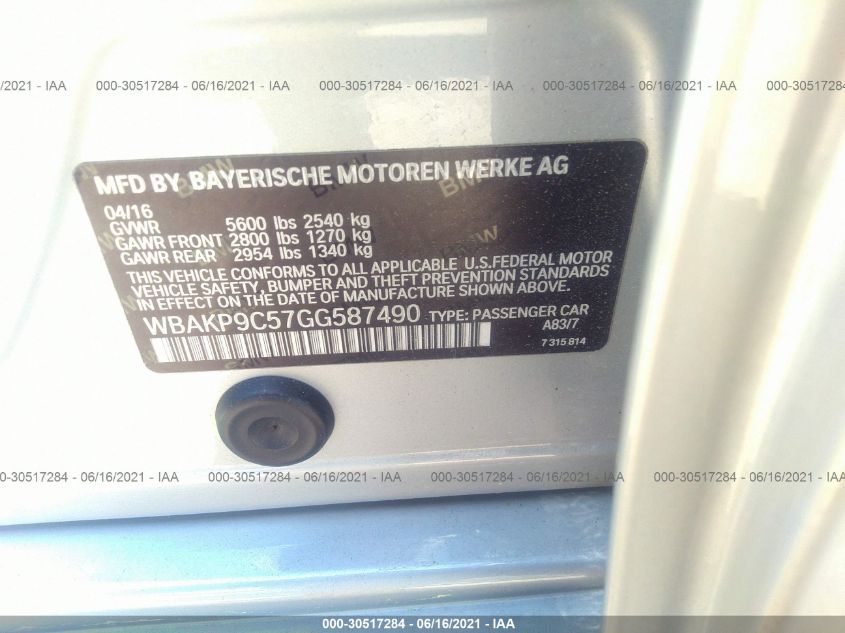 /2021 - IAA 000-30517284 - 06/16/2021 - IAA 000-30517284 - 06/16/2021 - IAA 000-30517284 - 06/16/2021 - IAA 000-3051
MFD BY BAYERISCHE MOTOREN WERKE AG
04/16
GVWR 5600 lbs 2540 kg
GAWR FRONT 2800 lbs 1270 kg
GAWR REAR 2954 lbs 1340 kg
THIS VEHICLE CONFORMS TO ALL APPLICABLE U.S.FEDERAL MOTOR
VEHICLE SAFETY, BUMPER AND THEFT PREVENTION STANDARDS
IN EFFECT ON THE DATE OF MANUFACTURE SHOWN ABOVE.
WBAKP9C57GG587490 TYPE: PASSENGER CAR
A83/7
7 315 814
0-30517284 - 06/16/2021 - IAA 000-30517284 - 06/16/2021 - IAA 000-30517284 - 06/16/2021 - IAA 000-30517284 - 06/16/2021 - IAA
000-30517284 - 06/16/2021 - IAA